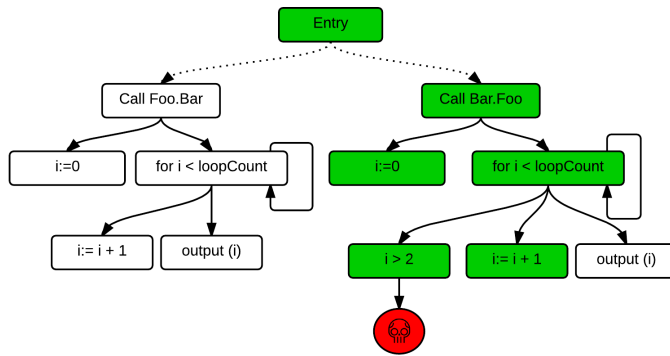 Entry
Call Foo.Bar
Call Bar.Foo
i:=0
for i < loopCount
i:=0
for i < loopCount
i:= i + 1
output (i)
i > 2
i:= i + 1
output (i)